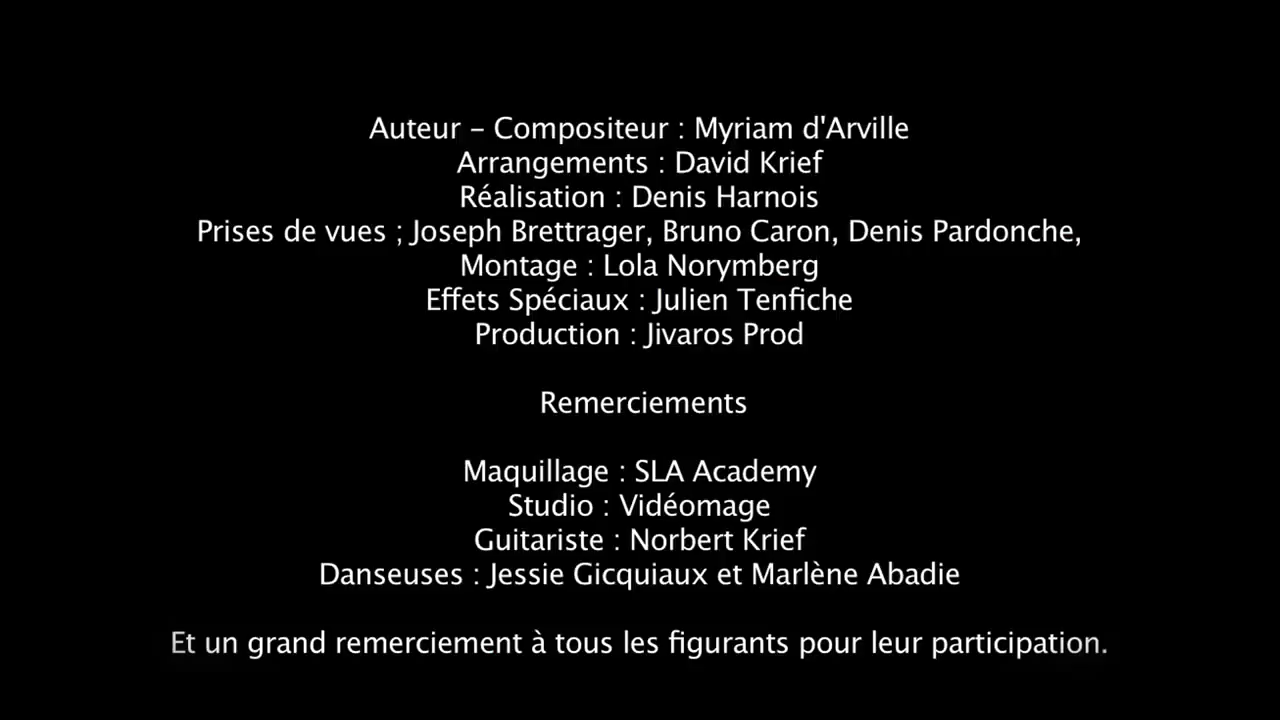 Auteur – Compositeur : Myriam d'Arville
Arrangements : David Krief
Réalisation : Denis Harnois
Prises de vues ; Joseph Brettrager, Bruno Caron, Denis Pardonche,
Montage : Lola Norymberg
Effets Spéciaux : Julien Tenfiche
Production : Jivaros Prod
Remerciements
Maquillage : SLA Academy
Studio : Vidéomage
Guitariste : Norbert Krief
Danseuses : Jessie Gicquiaux et Marlène Abadie
Et un grand remerciement à tous les figurants pour leur participation.